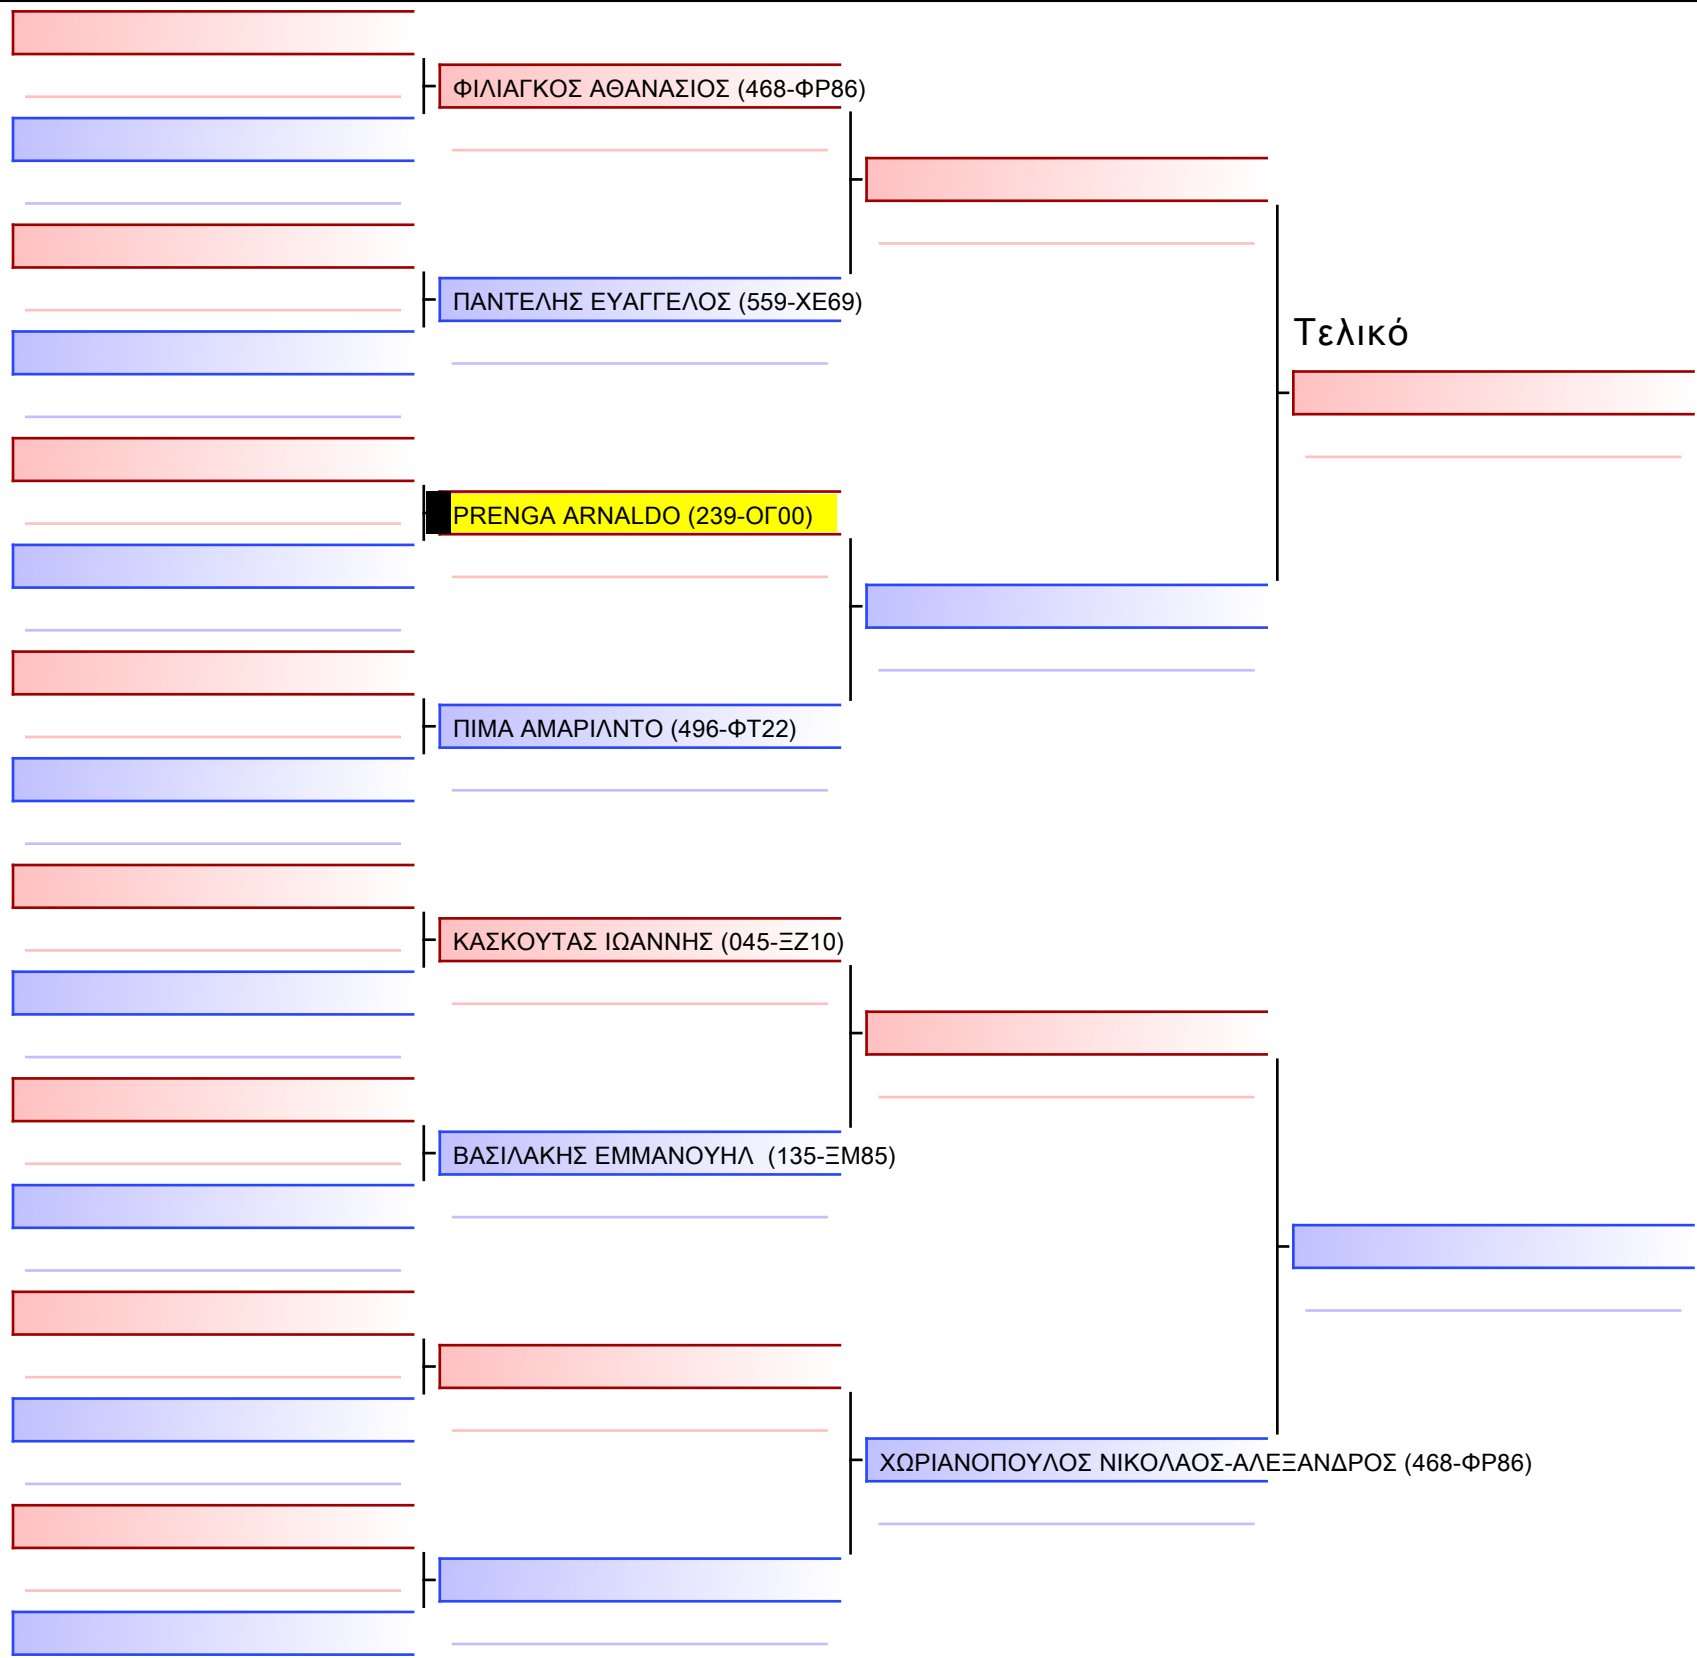 ΦΙΛΙΑΓΚΟΣ ΑΘΑΝΑΣΙΟΣ (468-ΦΡ86)
ΠΑΝΤΕΛΗΣ ΕΥΑΓΓΕΛΟΣ (559-ΧΕ69)
Τελικό
PRENGA ARNALDO (239-ΟΓ00)
ΠΙΜΑ ΑΜΑΡΙΛΝΤΟ (496-ΦΤ22)
ΚΑΣΚΟΥΤΑΣ ΙΩΑΝΝΗΣ (045-ΞΖ10)
ΒΑΣΙΛΑΚΗΣ ΕΜΜΑΝΟΥΗΛ  (135-ΞΜ85)
ΧΩΡΙΑΝΟΠΟΥΛΟΣ ΝΙΚΟΛΑΟΣ-ΑΛΕΞΑΝΔΡΟΣ (468-ΦΡ86)